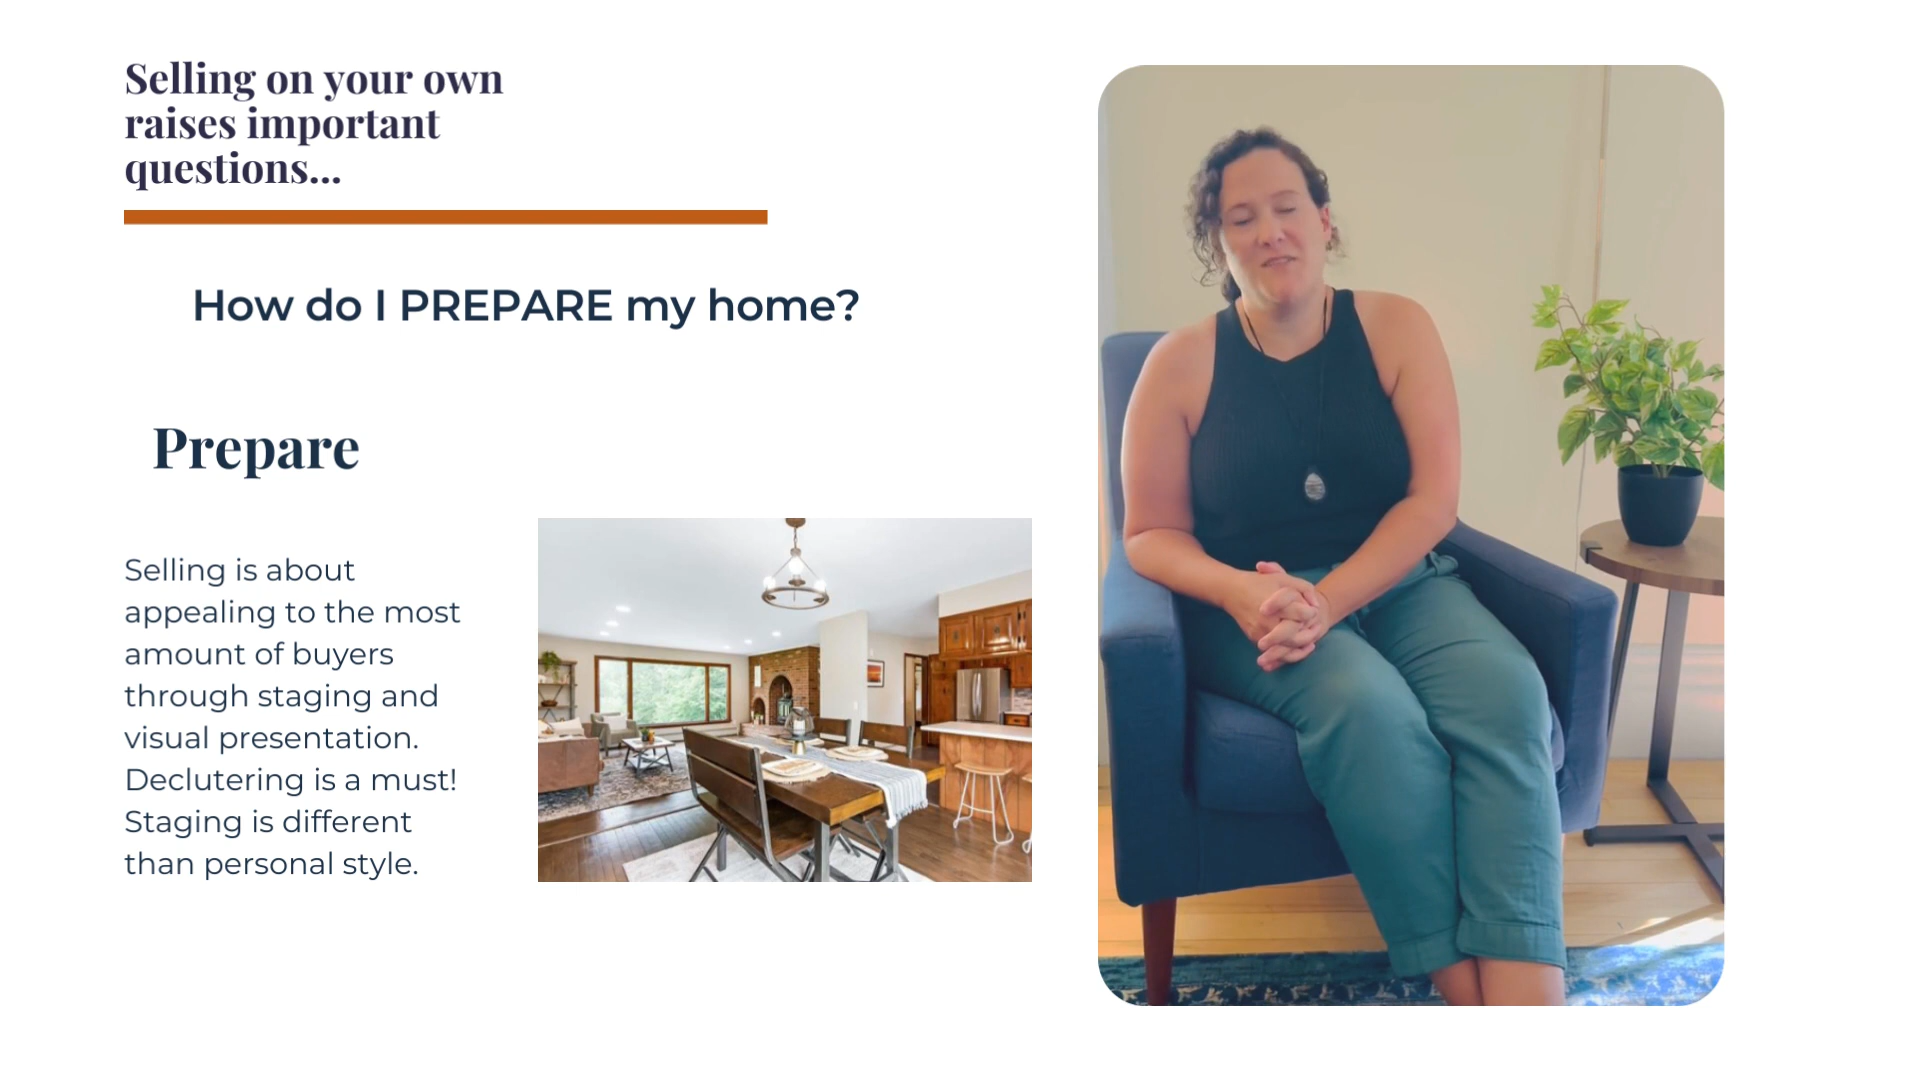 Selling on your own
raises important
questions...
How do I PREPARE my home?
Prepare
Selling is about
appealing to the most
amount of buyers
through staging and
visual presentation.
Declutering is a must!
Staging is different
than personal style.